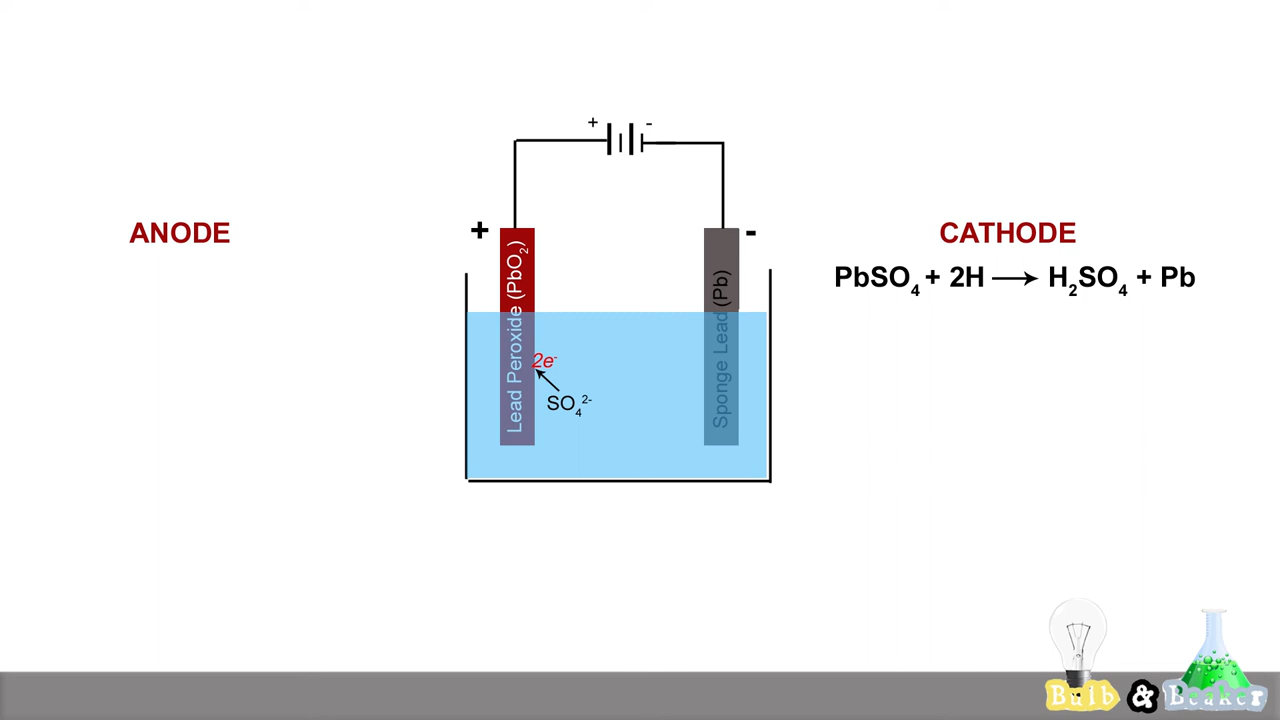 + -
+ -
ANODE
CATHODE
PbSO₄ + 2H ⟶ H₂SO₄ + Pb
Lead Peroxide (PbO₂)
Sponge Lead (Pb)
2e⁻
SO₄²⁻
Bulb & Beaker